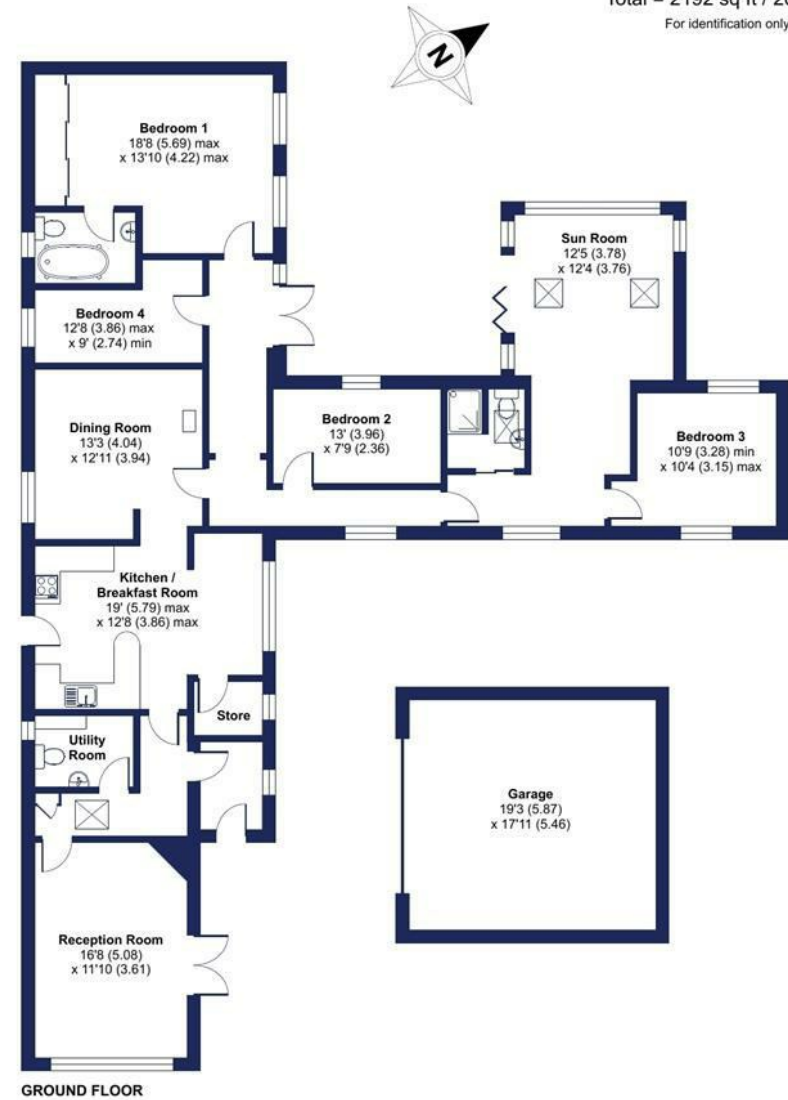 Total = 2192 sq ft /
For identification only
N
Bedroom 1
18'8 (5.69) max
x 13'10 (4.22) max
Sun Room
12'5 (3.78)
x 12'4 (3.76)
Bedroom 4
12'8 (3.86) max
x 9' (2.74) min
Dining Room
13'3 (4.04)
x 12'11 (3.94)
Bedroom 2
13' (3.96)
x 7'9 (2.36)
Bedroom 3
10'9 (3.28) min
x 10'4 (3.15) max
Kitchen /
Breakfast Room
19' (5.79) max
x 12'8 (3.86) max
Store
Utility
Room
Garage
19'3 (5.87)
x 17'11 (5.46)
Reception Room
16'8 (5.08)
x 11'10 (3.61)
GROUND FLOOR